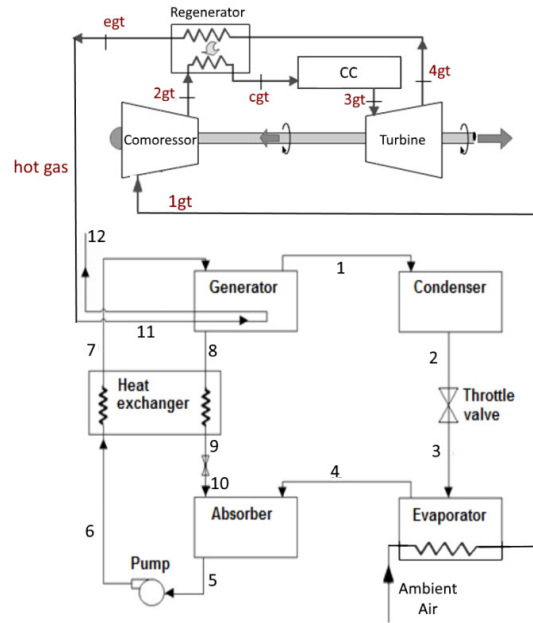 egt
Regenerator
2gt
cgt
CC
3gt
4gt
Comoressor
Turbine
hot gas
1gt
12
Generator
1
Condenser
11
7
8
2
Heat
exchanger
Throttle
valve
9
3
10
4
6
Absorber
Evaporator
Pump
5
Ambient
Air